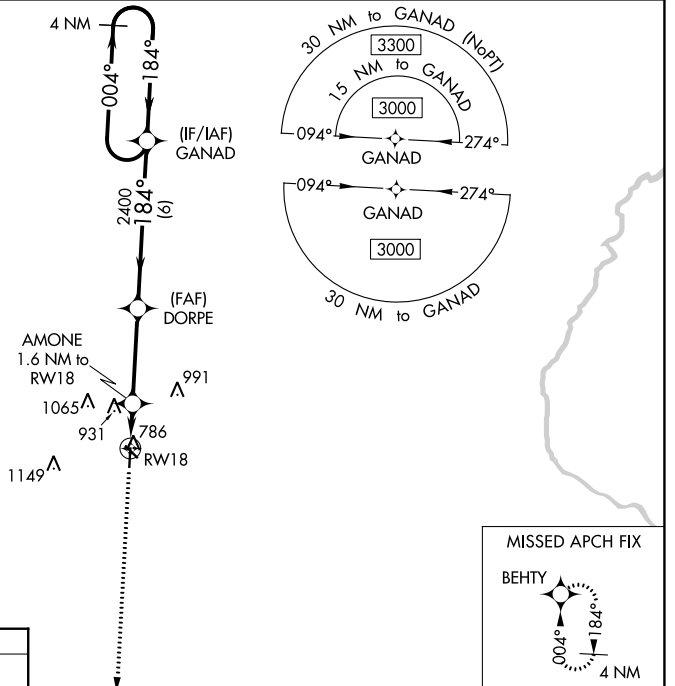 4 NM
004°
184°
(IF/IAF)
GANAD
2400
184°
(6)
(FAF)
DORPE
AMONE
1.6 NM to
RW18
991
1065
931
786
RW18
1149
30 NM to GANAD (NoPT)
3300
15 NM to GANAD
3000
094°
274°
GANAD
094°
274°
GANAD
3000
30 NM to GANAD
MISSED APCH FIX
BEHTY
004°
184°
4 NM